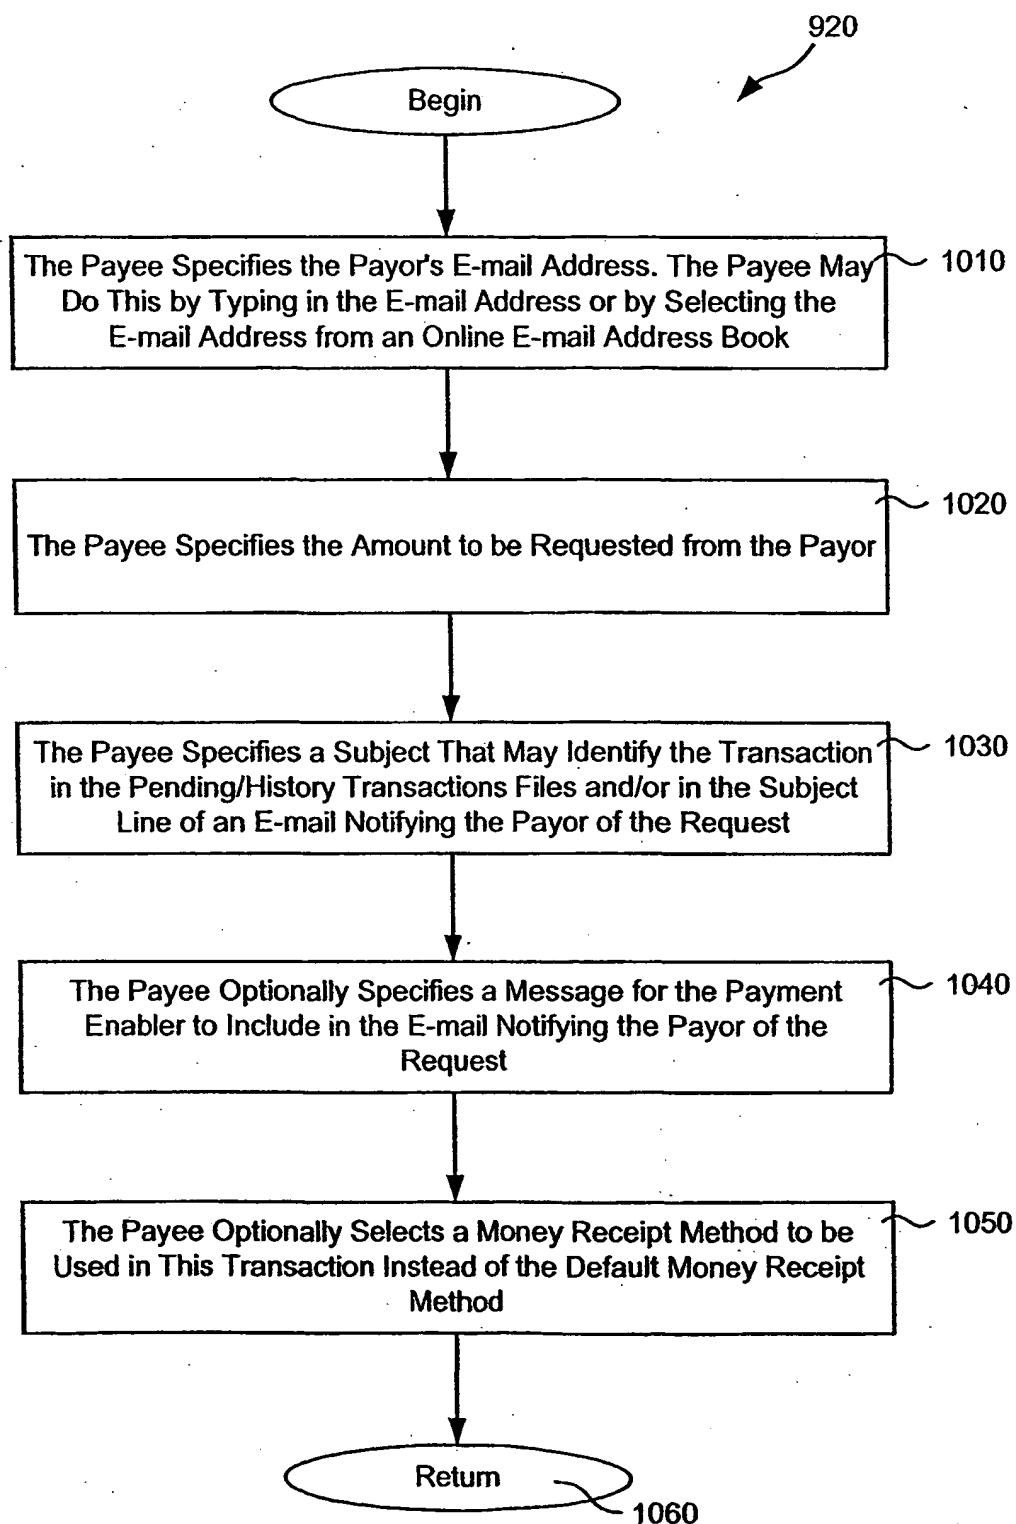 920
Begin
The Payee Specifies the Payor's E-mail Address. The Payee May
1010
Do This by Typing in the E-mail Address or by Selecting the
E-mail Address from an Online E-mail Address Book
1020
The Payee Specifies the Amount to be Requested from the Payor
The Payee Specifies a Subject That May Identify the Transaction
1030
in the Pending/History Transactions Files and/or in the Subject
Line of an E-mail Notifying the Payor of the Request
The Payee Optionally Specifies a Message for the Payment
1040
Enabler to Include in the E-mail Notifying the Payor of the
Request
The Payee Optionally Selects a Money Receipt Method to be
1050
Used in This Transaction Instead of the Default Money Receipt
Method
Return
1060